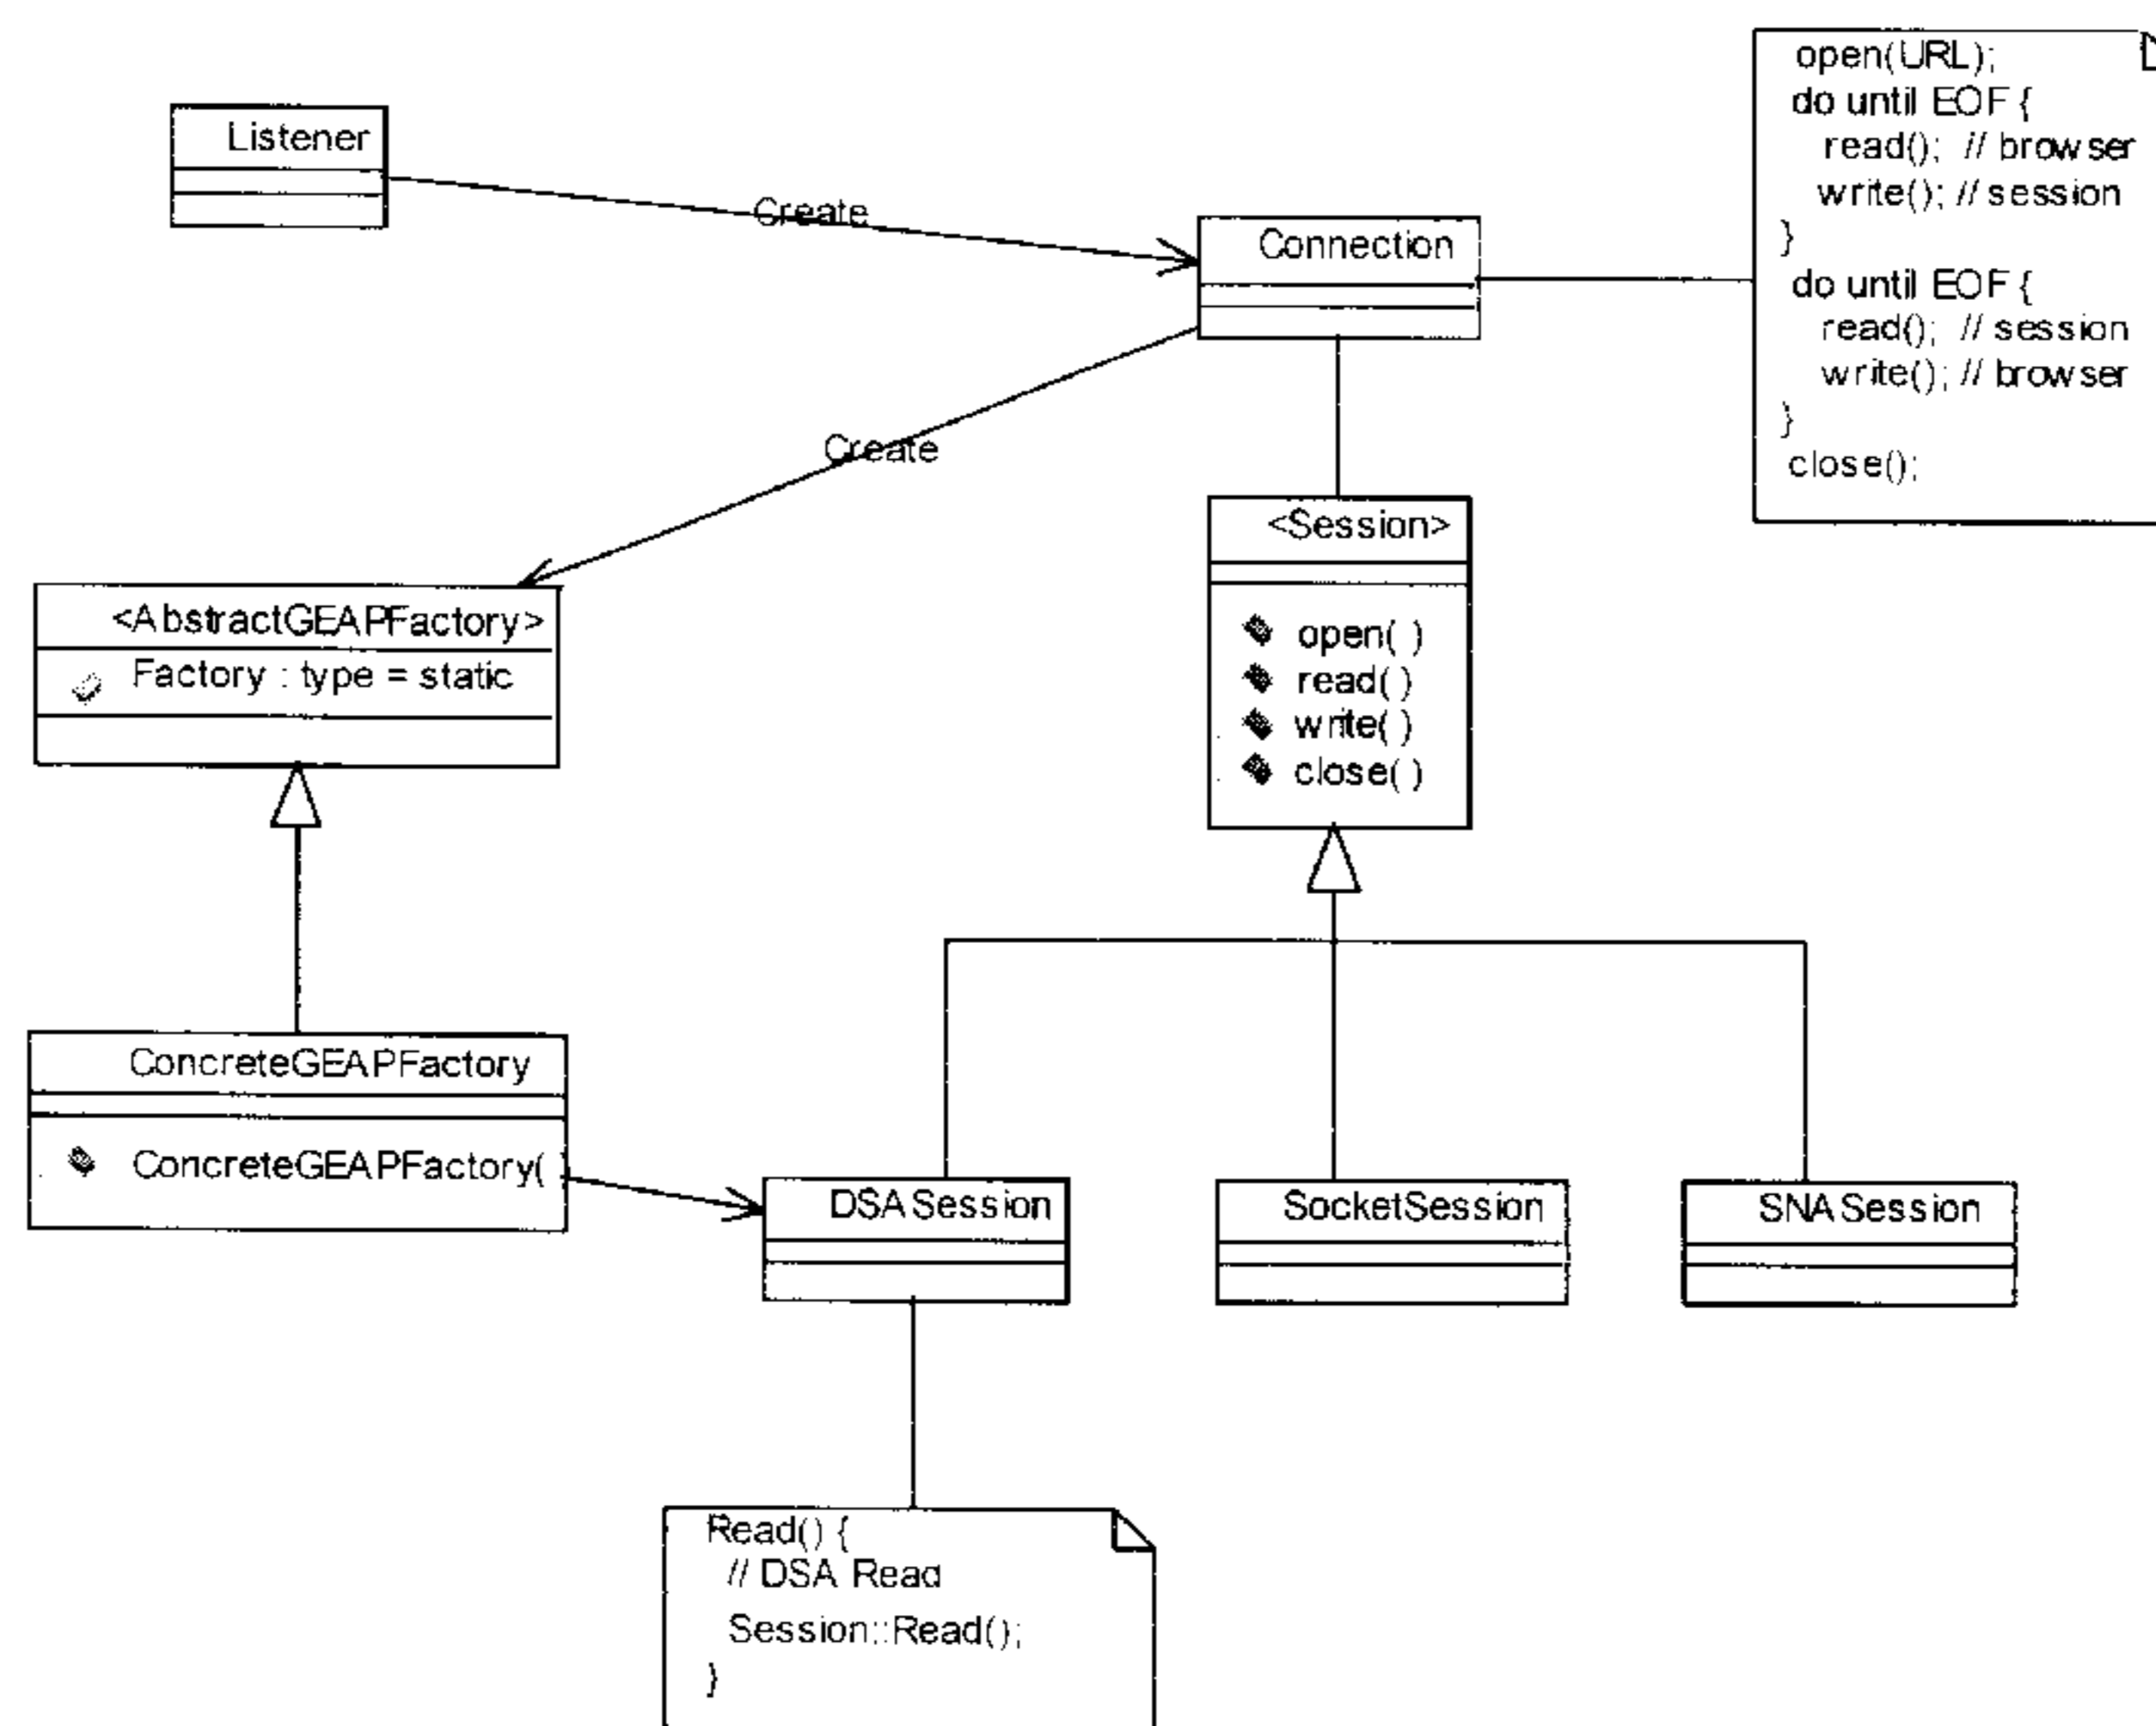 Listener
Create
Connection
open(URL);
do until EOF {
read(); // browser
write(); // session
}
do until EOF {
read(); // session
write(); // browser
}
close();
Create
<Session>
open( )
read( )
write( )
close( )
<AbstractGEAPFactory>
Factory : type = static
ConcreteGEAPFactory
ConcreteGEAPFactory(
DSASession
SocketSession
SNASession
Read() {
// DSA Read
Session::Read();
}